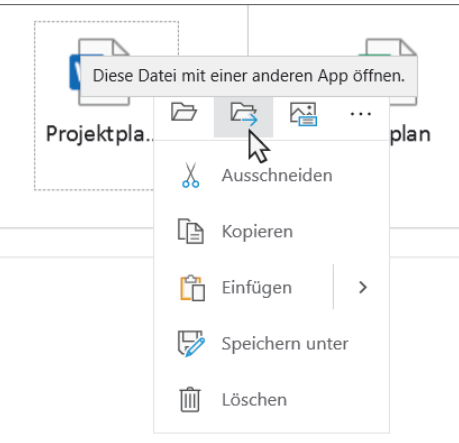 Diese Datei mit einer anderen App öffnen.
Projektpla..
plan
Ausschneiden
Kopieren
Einfügen
Speichern unter
Löschen